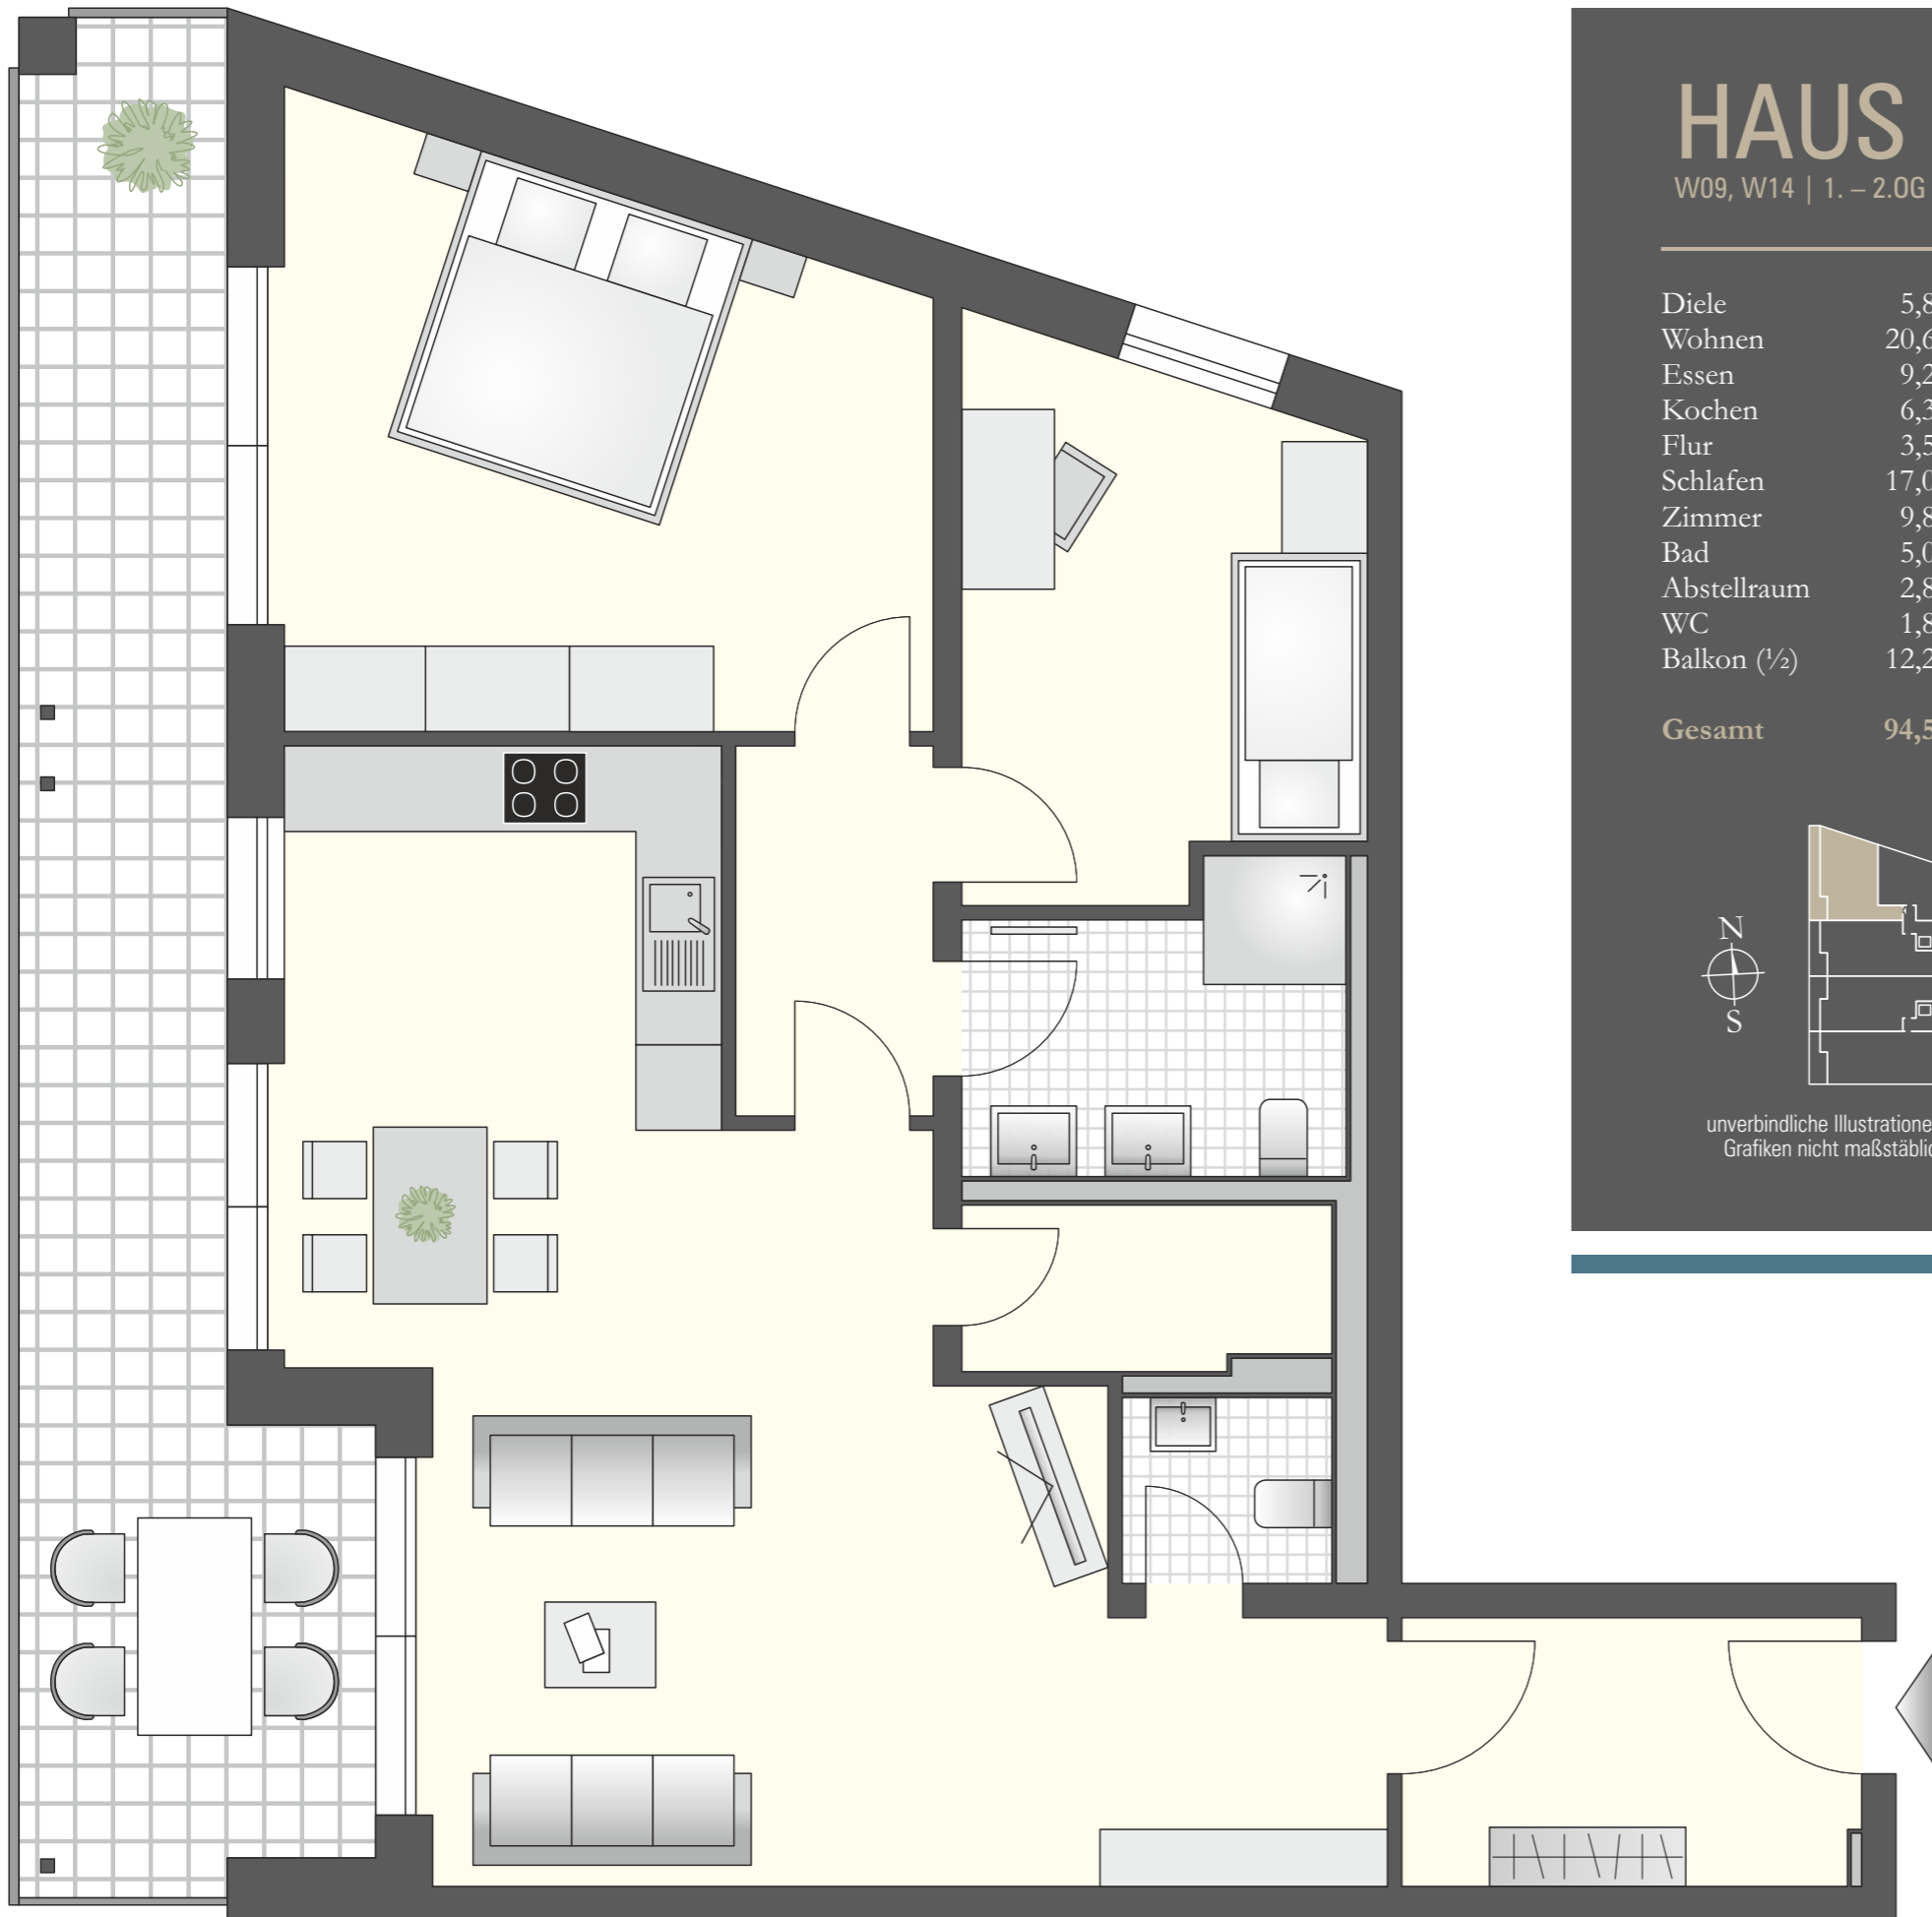 HAUS
W09, W14 | 1. – 2.OG
Diele 5,8
Wohnen 20,6
Essen 9,2
Kochen 6,3
Flur 3,5
Schlafen 17,0
Zimmer 9,8
Bad 5,0
Abstellraum 2,8
WC 1,8
Balkon (½) 12,2
Gesamt 94,5
N
S
unverbindliche Illustratione
Grafiken nicht maßstäblic